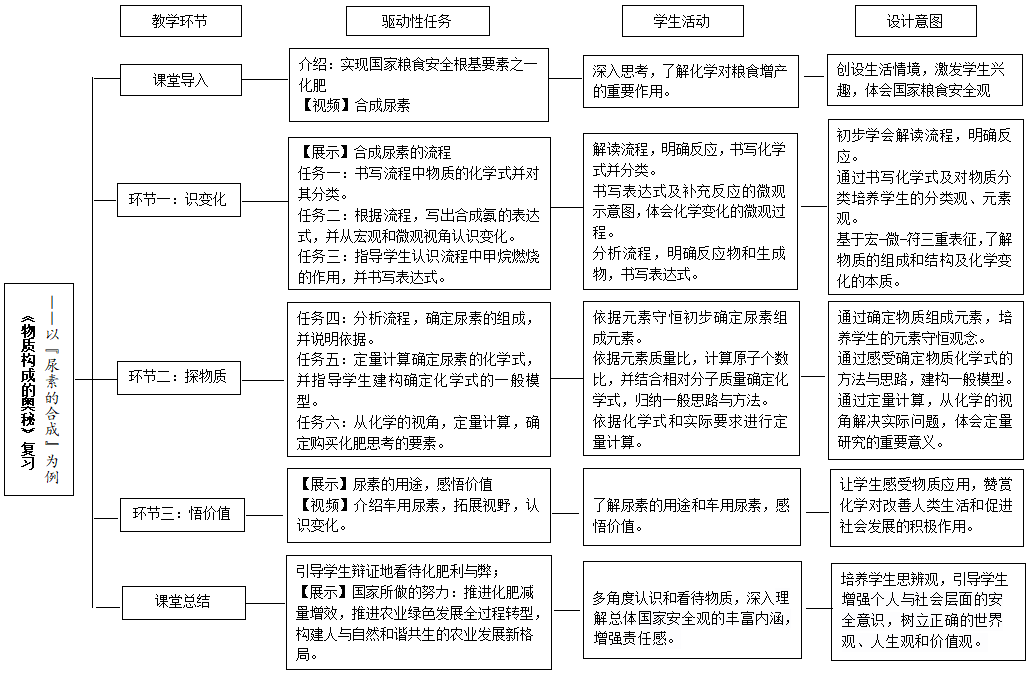 教学环节
驱动性任务
学生活动
设计意图
《物质构成的奥秘》复习
——以『尿素的合成』为例
课堂导入
介绍：实现国家粮食安全根基要素之一
化肥
【视频】合成尿素
深入思考，了解化学对粮食增产
的重要作用。
创设生活情境，激发学生兴
趣，体会国家粮食安全观
环节一：识变化
【展示】合成尿素的流程
任务一：书写流程中物质的化学式并对
其分类。
任务二：根据流程，写出合成氨的表达
式，并从宏观和微观视角认识变化。
任务三：指导学生认识流程中甲烷燃烧
的作用，并书写表达式。
解读流程，明确反应，书写化学
式并分类。
书写表达式及补充反应的微观
示意图，体会化学变化的微观过
程。
分析流程，明确反应物和生成
物，书写表达式。
初步学会解读流程，明确反
应。
通过书写化学式及对物质分
类培养学生的分类观、元素
观。
基于宏-微-符三重表征，了解
物质的组成和结构及化学变
化的本质。
环节二：探物质
任务四：分析流程，确定尿素的组成，
并说明依据。
任务五：定量计算确定尿素的化学式，
并指导学生建构确定化学式的一般模
型。
任务六：从化学的视角，定量计算，确
定购买化肥思考的要素。
依据元素守恒初步确定尿素组
成元素。
依据元素质量比，计算原子个数
比，并结合相对分子质量确定化
学式，归纳一般思路与方法。
依据化学式和实际要求进行定
量计算。
通过确定物质组成元素，培
养学生的元素守恒观念。
通过感受确定物质化学式的
方法与思路，建构一般模型。
通过定量计算，从化学的视
角解决实际问题，体会定量
研究的重要意义。
环节三：悟价值
【展示】尿素的用途，感悟价值
【视频】介绍车用尿素，拓展视野，认
识变化。
了解尿素的用途和车用尿素，感
悟价值。
让学生感受物质应用，赞赏
化学对改善人类生活和促进
社会发展的积极作用。
课堂总结
引导学生辩证地看待化肥利与弊；
【展示】国家所做的努力：推进化肥减
量增效，推进农业绿色发展全过程转型，
构建人与自然和谐共生的农业发展新格
局。
多角度认识和看待物质，深入理
解总体国家安全观的丰富内涵，
增强责任感。
培养学生思辨观，引导学生
增强个人与社会层面的安
全意识，树立正确的世界
观、人生观和价值观。